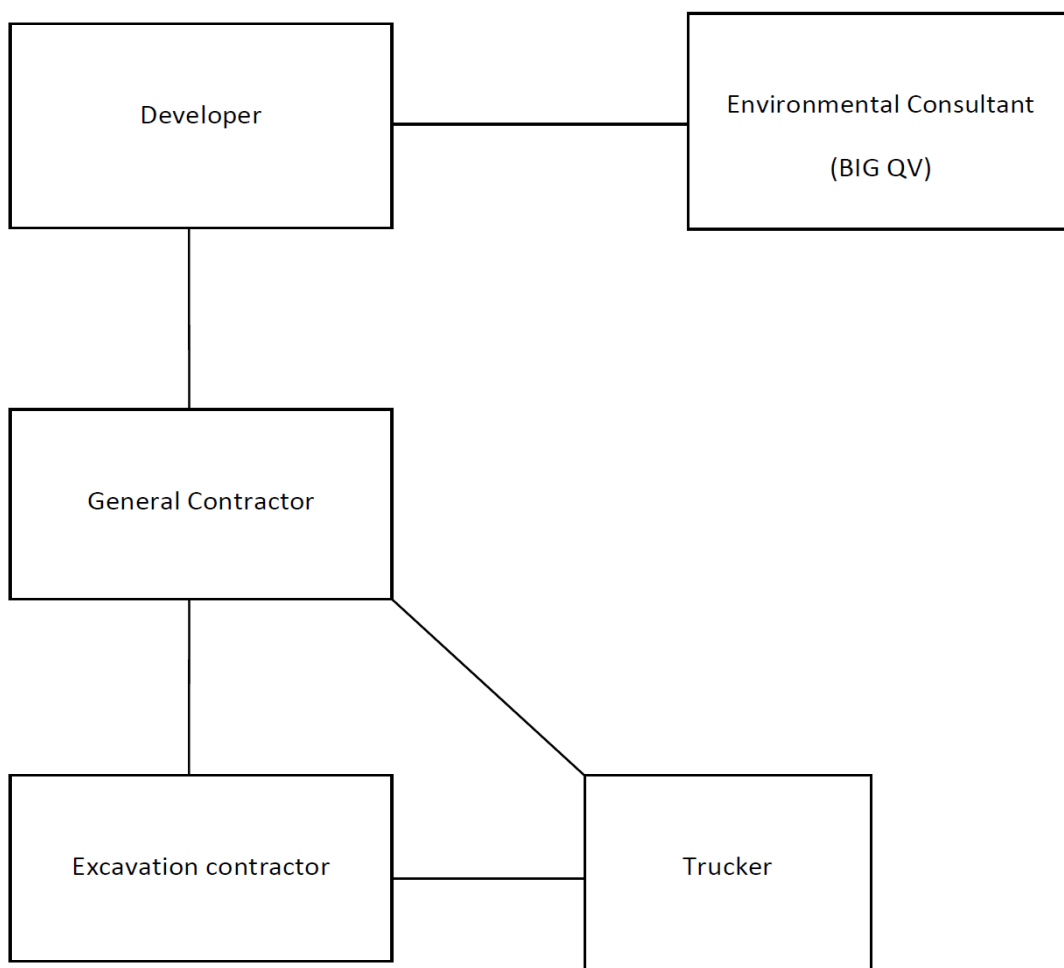 Developer
Environmental Consultant
(BIG QV)
General Contractor
Excavation contractor
Trucker